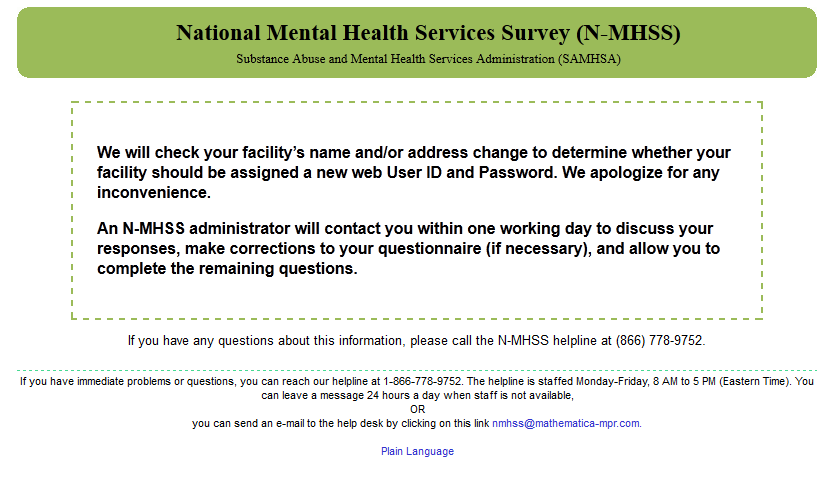 National Mental Health Services Survey (N-MHSS)
Substance Abuse and Mental Health Services Administration (SAMHSA)
We will check your facility’s name and/or address change to determine whether your
facility should be assigned a new web User ID and Password. We apologize for any
inconvenience.
An N-MHSS administrator will contact you within one working day to discuss your
responses, make corrections to your questionnaire (if necessary), and allow you to
complete the remaining questions.
If you have any questions about this information, please call the N-MHSS helpline at (866) 778-9752.
If you have immediate problems or questions, you can reach our helpline at 1-866-778-9752. The helpline is staffed Monday-Friday, 8 AM to 5 PM (Eastern Time). You
can leave a message 24 hours a day when staff is not available,
OR
you can send an e-mail to the help desk by clicking on this link nmhss@mathematica-mpr.com.
Plain Language